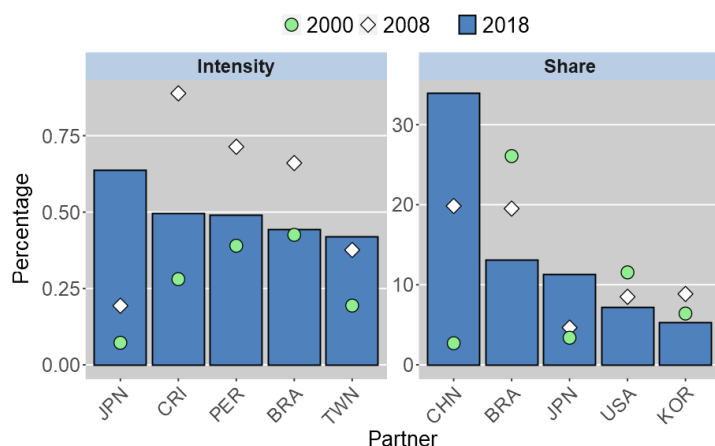 2000 2008 2018
Intensity Share
Percentage
0.75
0.50
0.25
0.00
30
20
10
0
JPN CRI PER BRA TWN
CHN BRA JPN USA KOR
Partner